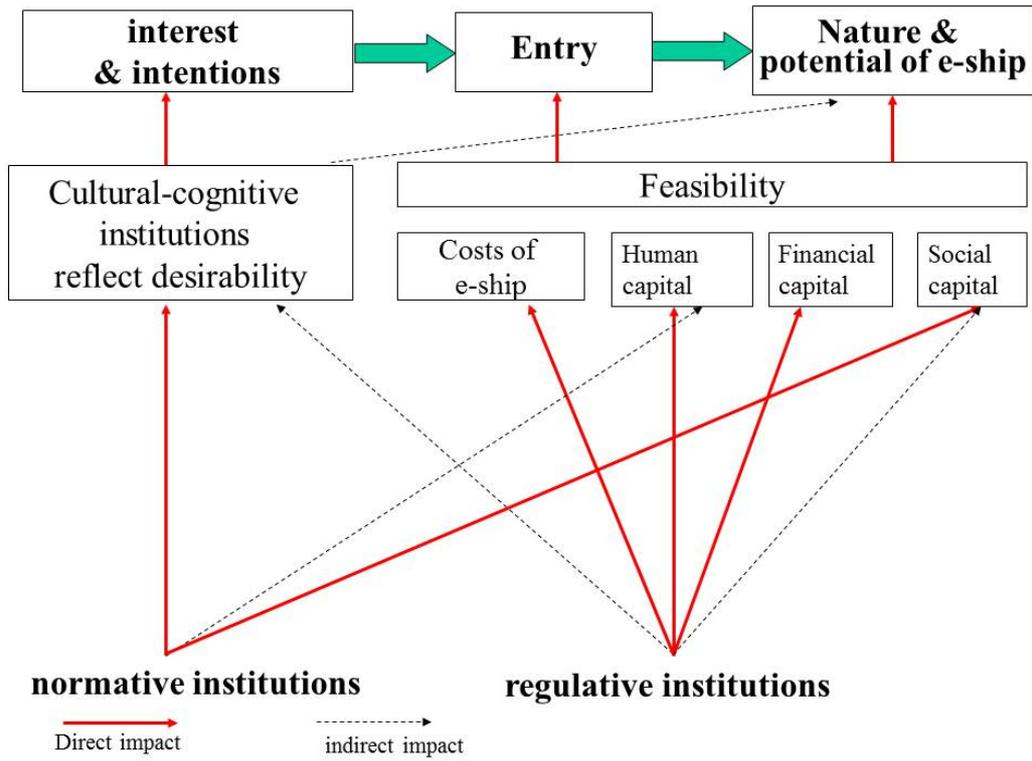 interest
& intentions
Entry
Nature &
potential of e-ship
Cultural-cognitive
institutions
reflect desirability
Feasibility
Costs of
e-ship
Human
capital
Financial
capital
Social
capital
normative institutions
regulative institutions
Direct impact
indirect impact